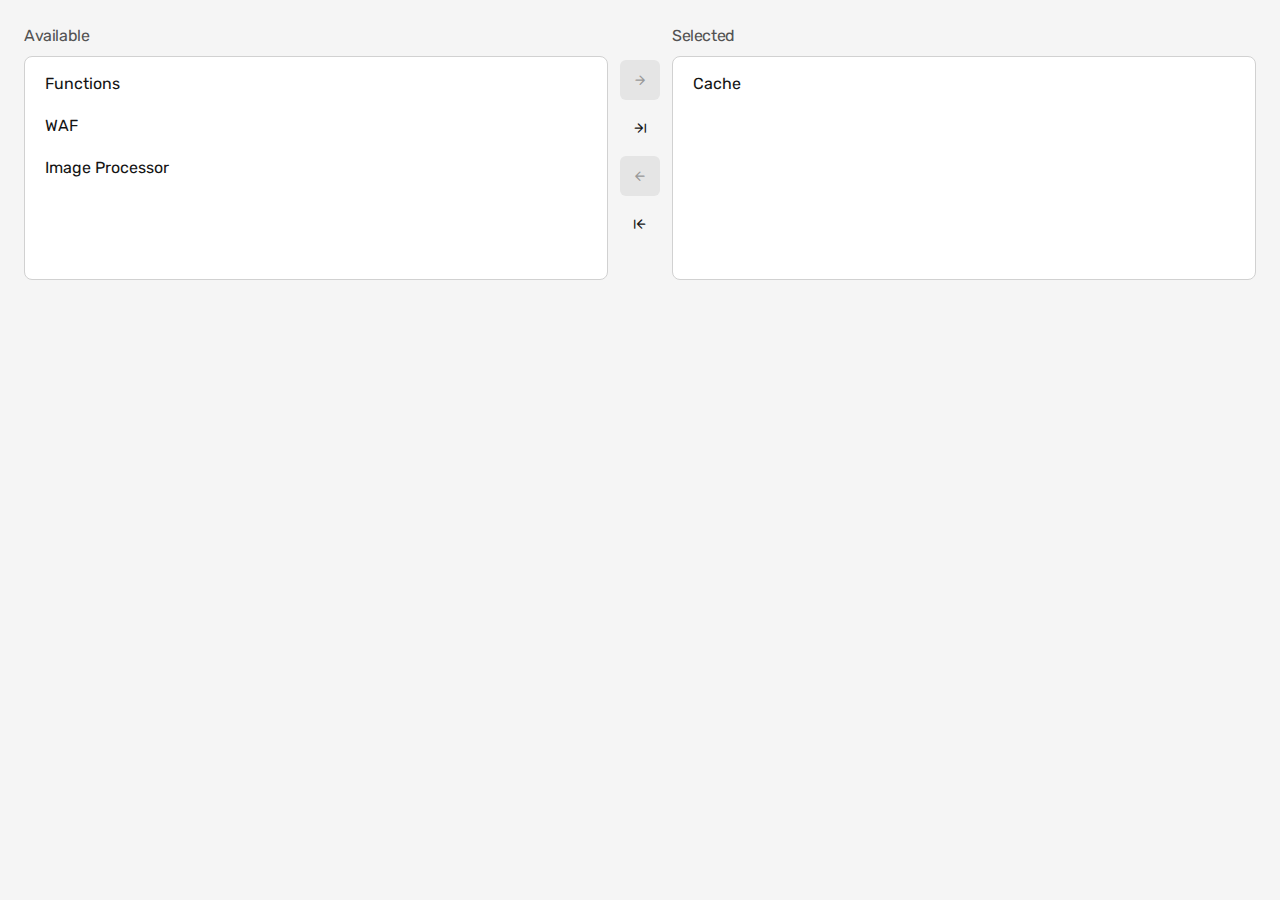 Available
Selected
Functions
WAF
Image Processor
Cache